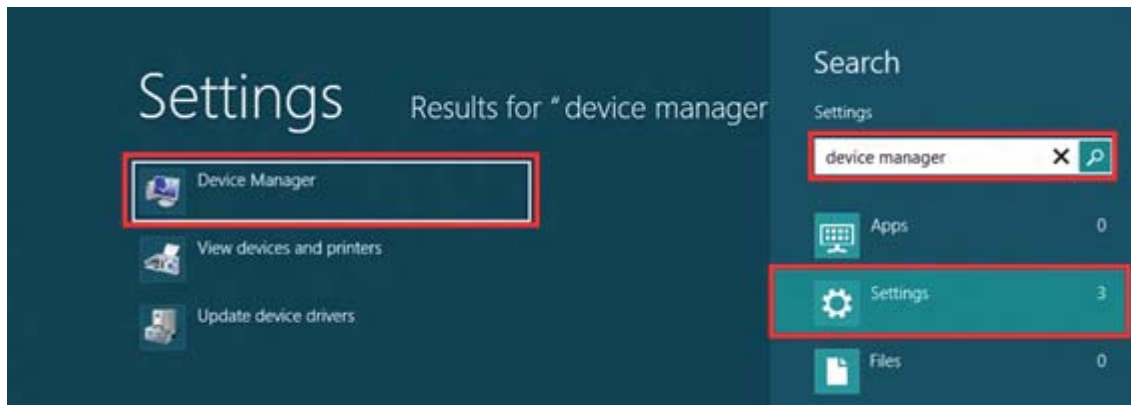 Settings
Results for “device manager
Device Manager
View devices and printers
Update device drivers
Search
Settings
device manager
Apps 0
Settings 3
Files 0